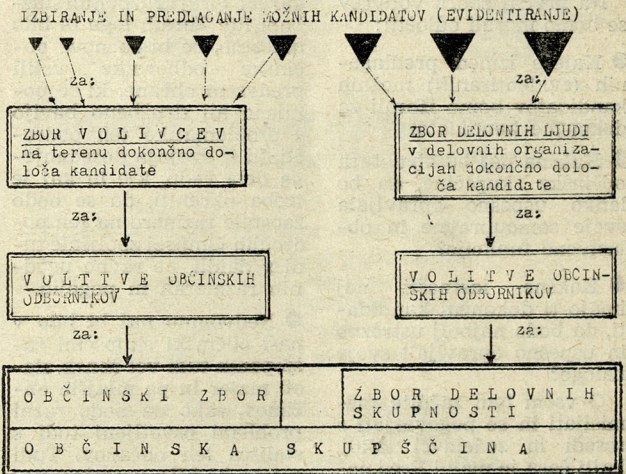 IZBIRANJE IN PREDLAGANJE MOŽNIH KANDIDATOV (EVIDENTIRANJE)
za:
za:
ZBOR VOLIVCEV
na terenu dokončno do-
loča kandidate
ZBOR DELOVNIH LJUDI
v delovnih organiza-
cijah dokončno dolo-
ča kandidate
za:
za:
VOLITVE OBČINSKIH
ODBORNIKOV
VOLITVE OBČIN-
SKIH ODBORNIKOV
za:
za:
OBČINSKI ZBOR
ZBOR DELOVNIH
SKUPNOSTI
OBČINSKA SKUPŠČINA